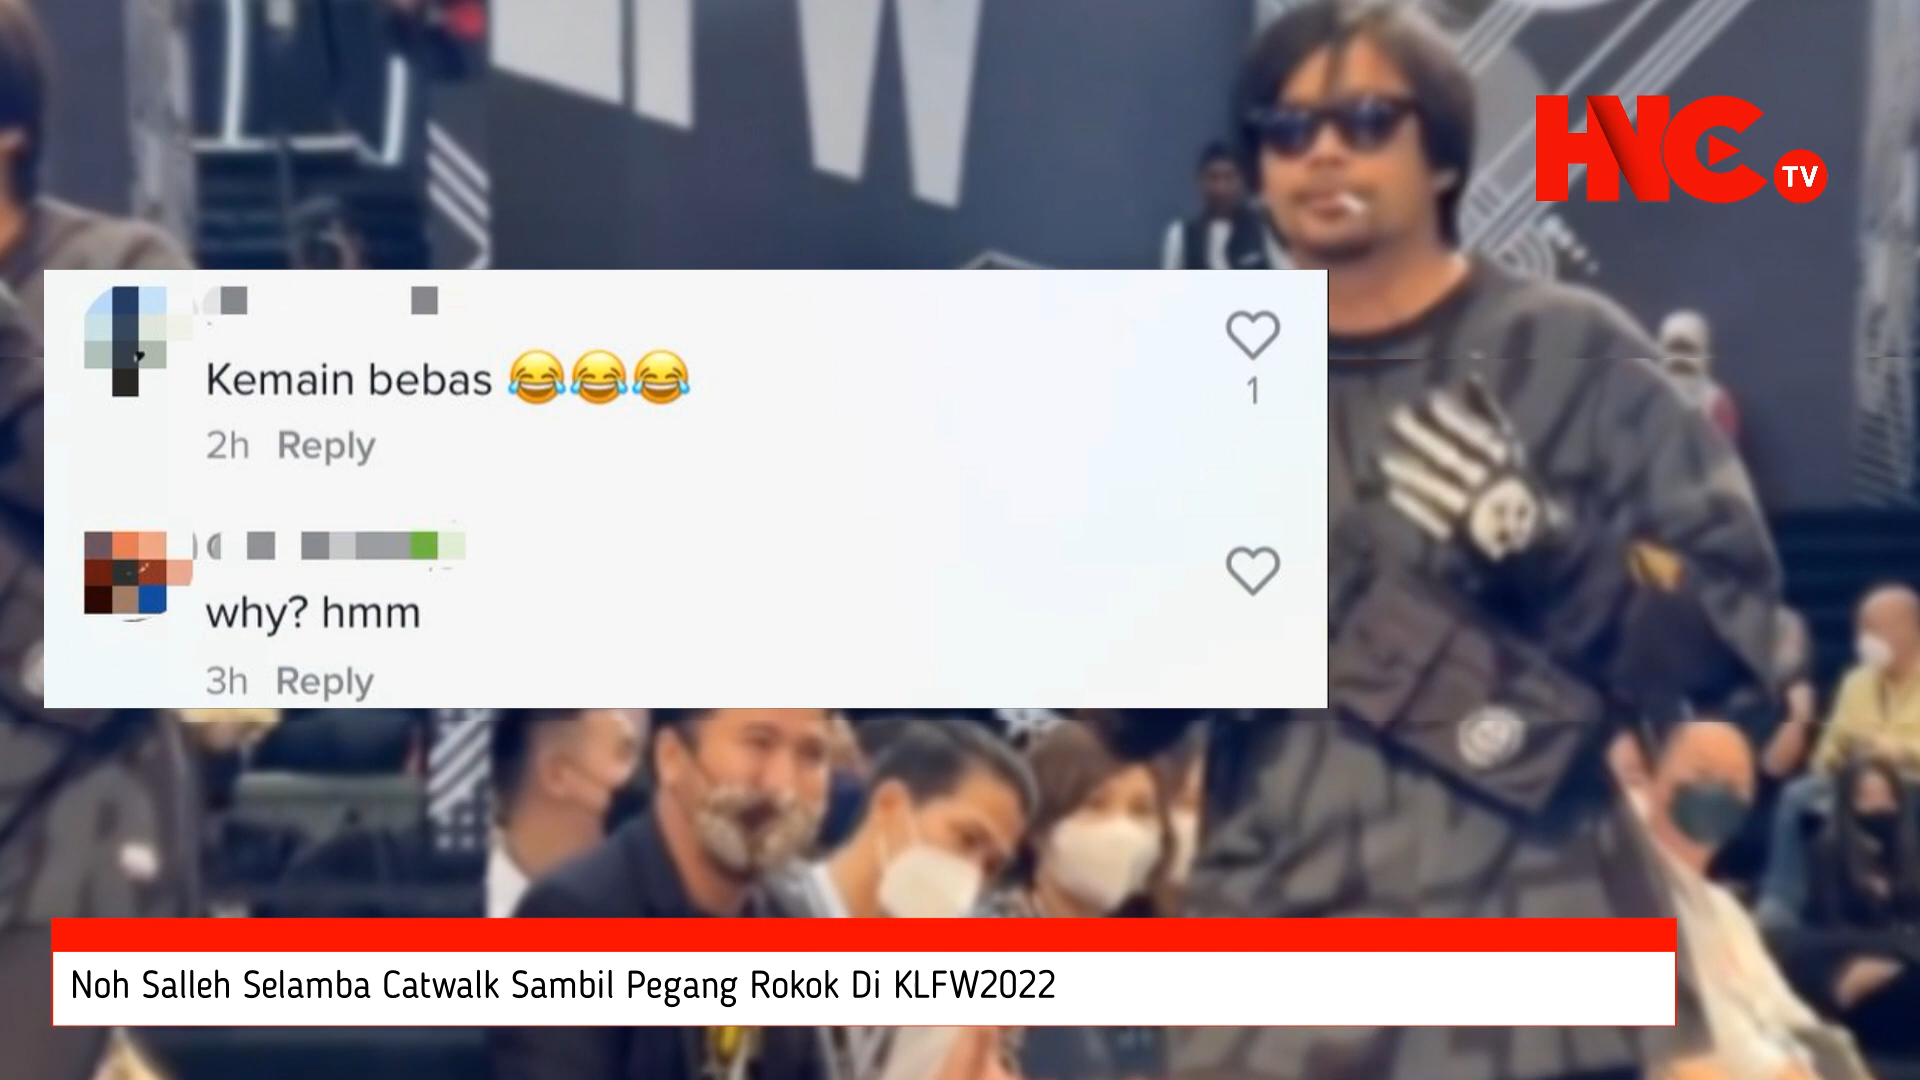 HNC TV
Kemain bebas 😂😂😂
1
2h Reply
why? hmm
3h Reply
Noh Salleh Selamba Catwalk Sambil Pegang Rokok Di KLFW2022